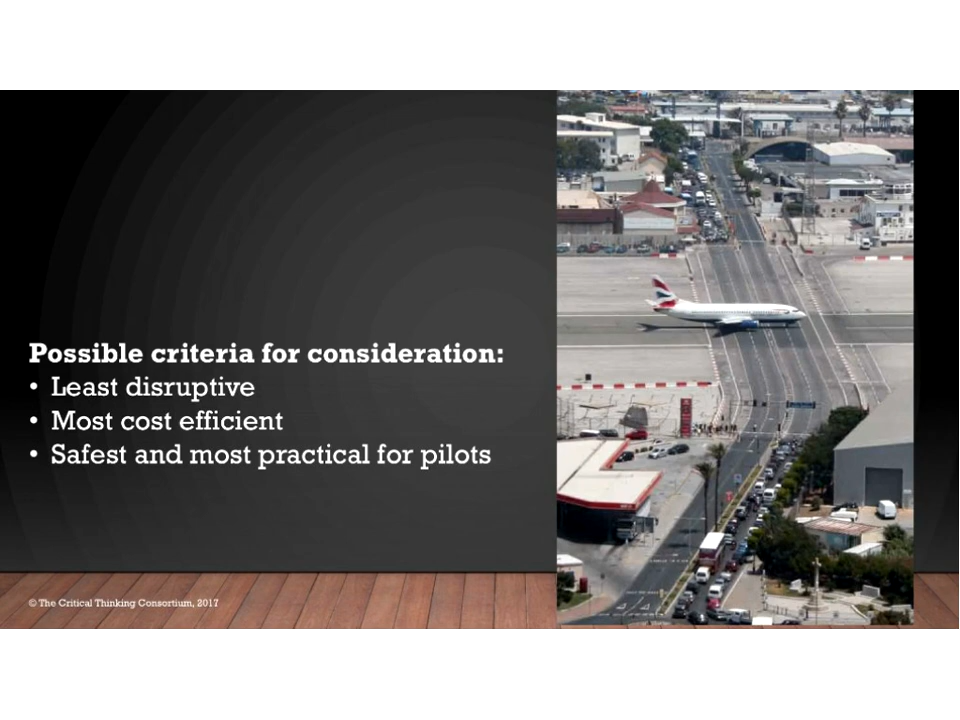 Possible criteria for consideration:
• Least disruptive
• Most cost efficient
• Safest and most practical for pilots
© The Critical Thinking Consortium, 2017